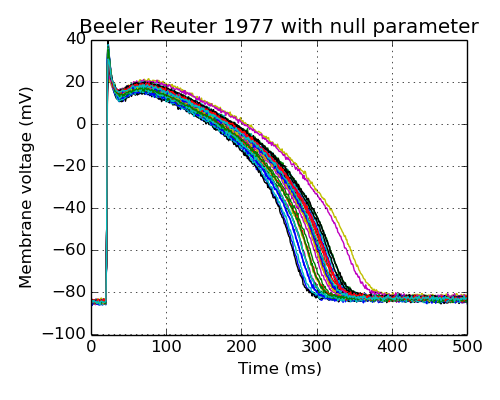 Beeler Reuter 1977 with null parameter
40
20
0
−20
−40
−60
−80
−100
Membrane voltage (mV)
0 100 200 300 400 500
Time (ms)